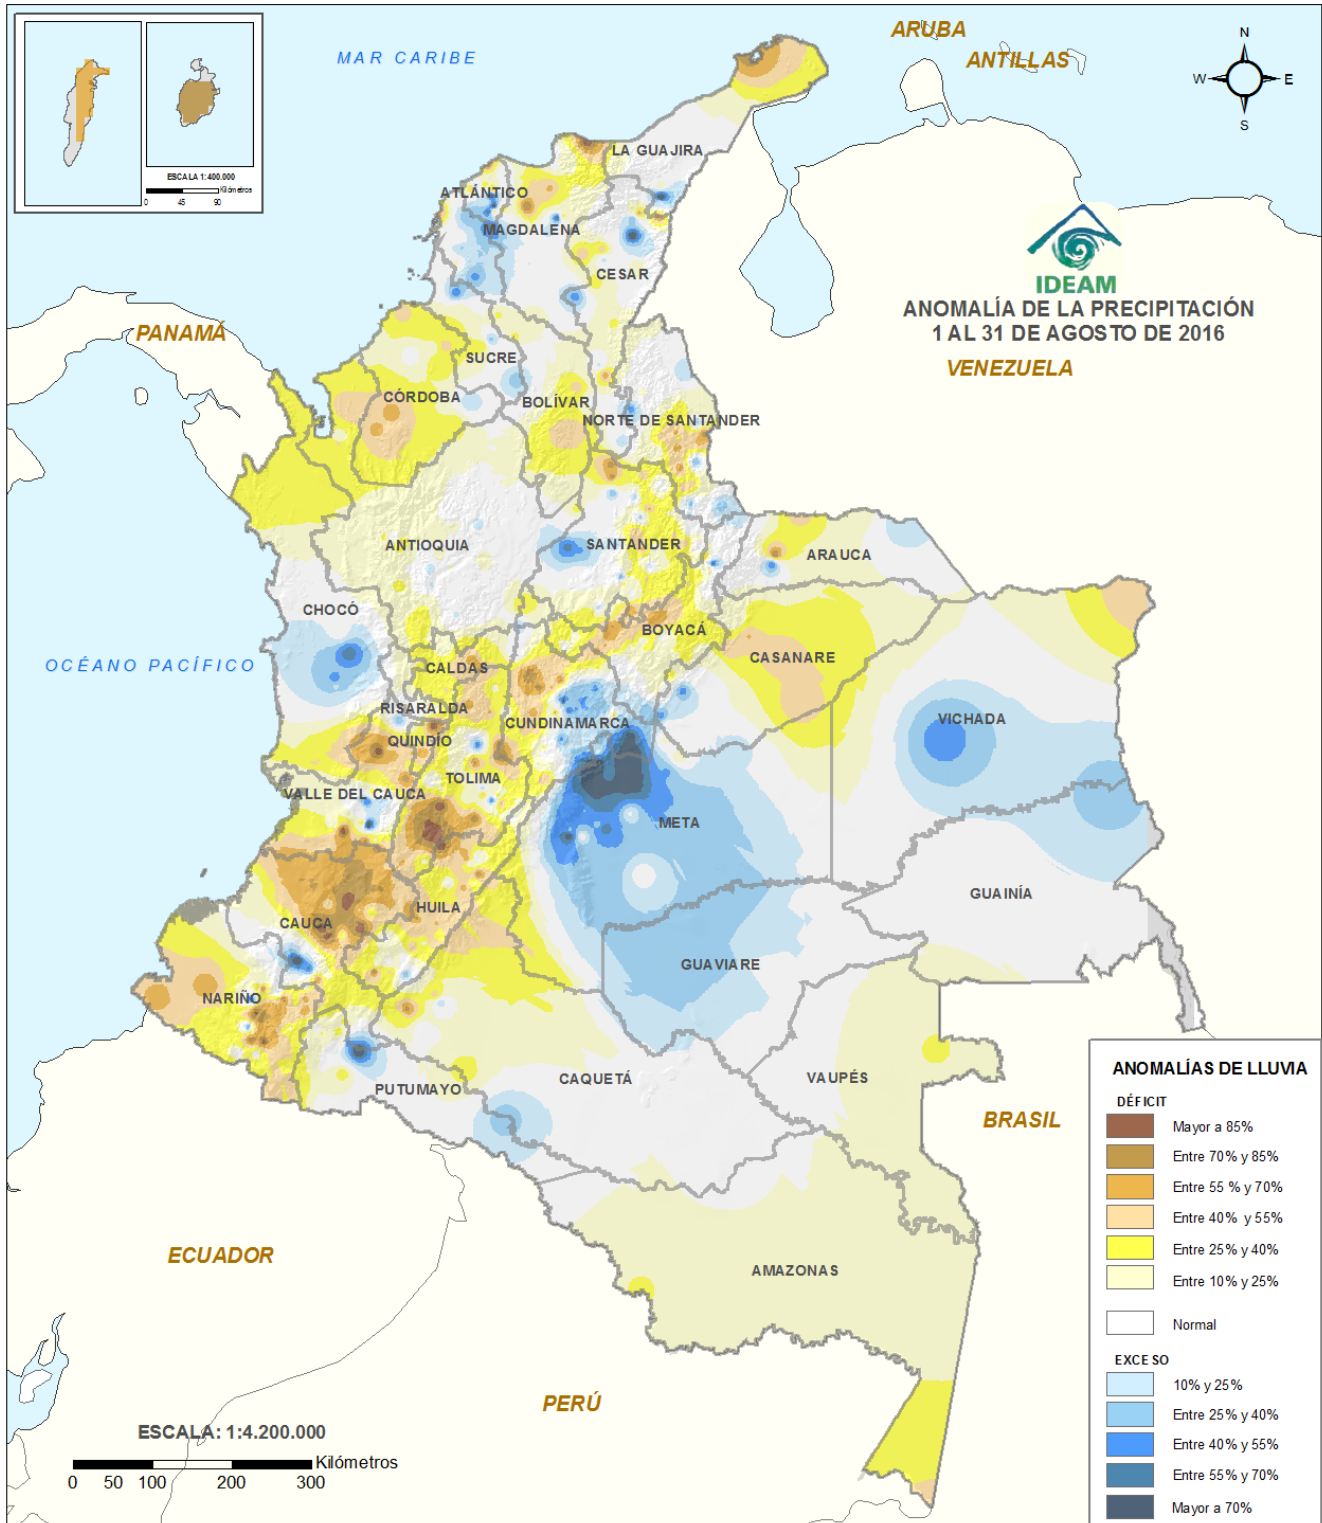 MAR CARIBE
ARUBA
ANTILLAS
N
W
E
S
ESCALA 1:400.000
Kilómetros
0 45 90
LA GUAJIRA
ATLÁNTICO
MAGDALENA
CESAR
IDEAM
ANOMALÍA DE LA PRECIPITACIÓN
1 AL 31 DE AGOSTO DE 2016
PANAMÁ
VENEZUELA
SUCRE
CÓRDOBA
BOLÍVAR
NORTE DE SANTANDER
ANTIOQUIA
SANTANDER
ARAUCA
CHOCÓ
BOYACÁ
OCÉANO PACÍFICO
CALDAS
CASANARE
RISARALDA
CUNDINAMARCA
VICHADA
QUINDÍO
TOLIMA
VALLE DEL CAUCA
META
HUILA
GUAINÍA
CAUCA
GUAVIARE
NARIÑO
CAQUETÁ
VAUPÉS
PUTUMAYO
BRASIL
ECUADOR
AMAZONAS
PERÚ
ESCALA: 1:4.200.000
Kilómetros
0 50 100 200 300
ANOMALÍAS DE LLUVIA
DÉFICIT
Mayor a 85%
Entre 70% y 85%
Entre 55 % y 70%
Entre 40% y 55%
Entre 25% y 40%
Entre 10% y 25%
Normal
EXCESO
10% y 25%
Entre 25% y 40%
Entre 40% y 55%
Entre 55% y 70%
Mayor a 70%